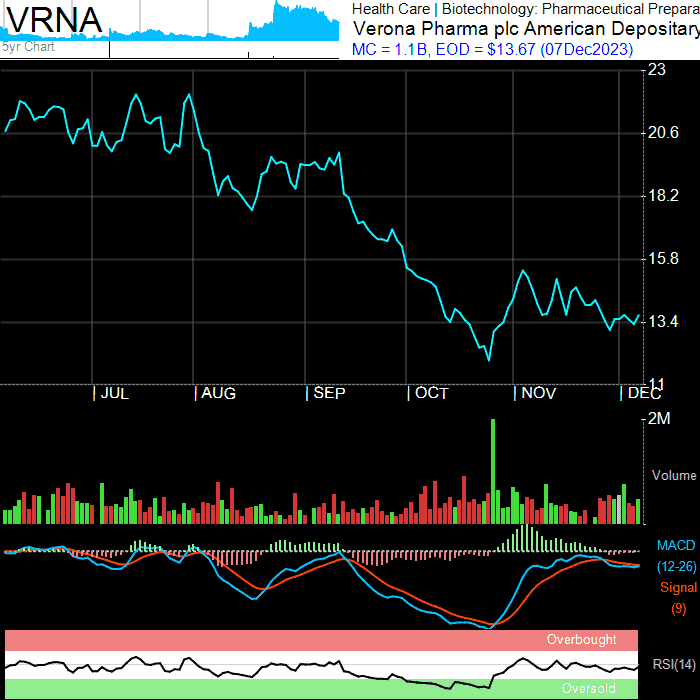 VRNA
5yr Chart
Health Care | Biotechnology: Pharmaceutical Prepara
Verona Pharma plc American Depositary
MC = 1.1B, EOD = $13.67 (07Dec2023)
23
20.6
18.2
15.8
13.4
11
| JUL | AUG | SEP | OCT | NOV | DEC
2M
Volume
MACD
(12-26)
Signal
(9)
Overbought
RSI(14)
Oversold